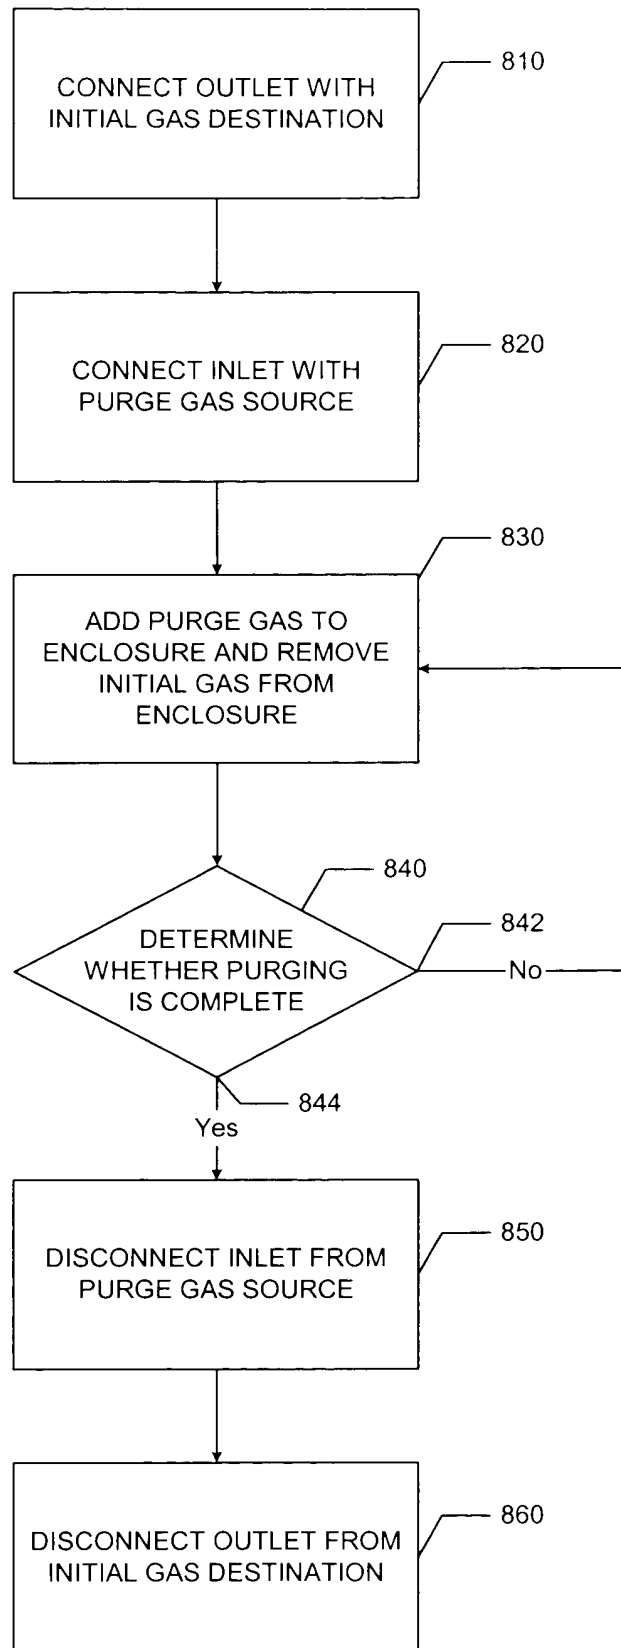 CONNECT OUTLET WITH
INITIAL GAS DESTINATION
810
CONNECT INLET WITH
PURGE GAS SOURCE
820
830
ADD PURGE GAS TO
ENCLOSURE AND REMOVE
INITIAL GAS FROM
ENCLOSURE
840
DETERMINE
WHETHER PURGING
IS COMPLETE
842
No
844
Yes
850
DISCONNECT INLET FROM
PURGE GAS SOURCE
860
DISCONNECT OUTLET FROM
INITIAL GAS DESTINATION